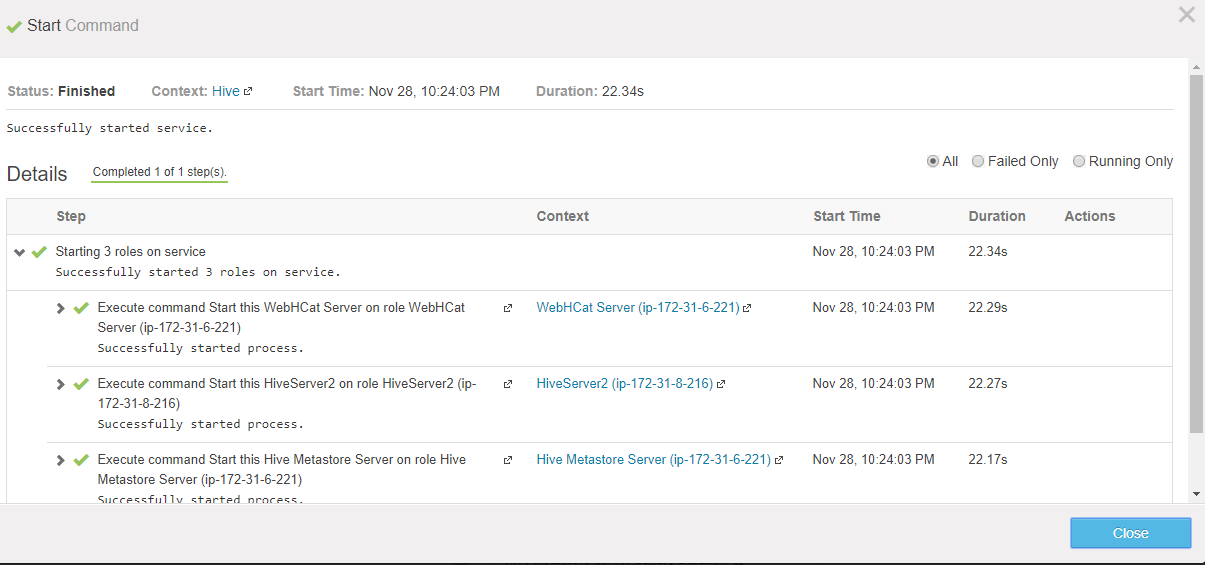 Start Command
Status: Finished Context: Hive Start Time: Nov 28, 10:24:03 PM Duration: 22.34s
Successfully started service.
Details Completed 1 of 1 step(s). All Failed Only Running Only
Step Context Start Time Duration Actions
Starting 3 roles on service Nov 28, 10:24:03 PM 22.34s
Successfully started 3 roles on service.
Execute command Start this WebHCat Server on role WebHCat WebHCat Server (ip-172-31-6-221) Nov 28, 10:24:03 PM 22.29s
Server (ip-172-31-6-221)
Successfully started process.
Execute command Start this HiveServer2 on role HiveServer2 (ip- HiveServer2 (ip-172-31-8-216) Nov 28, 10:24:03 PM 22.27s
172-31-8-216)
Successfully started process.
Execute command Start this Hive Metastore Server on role Hive Hive Metastore Server (ip-172-31-6-221) Nov 28, 10:24:03 PM 22.17s
Metastore Server (ip-172-31-6-221)
Successfully started process.
Close